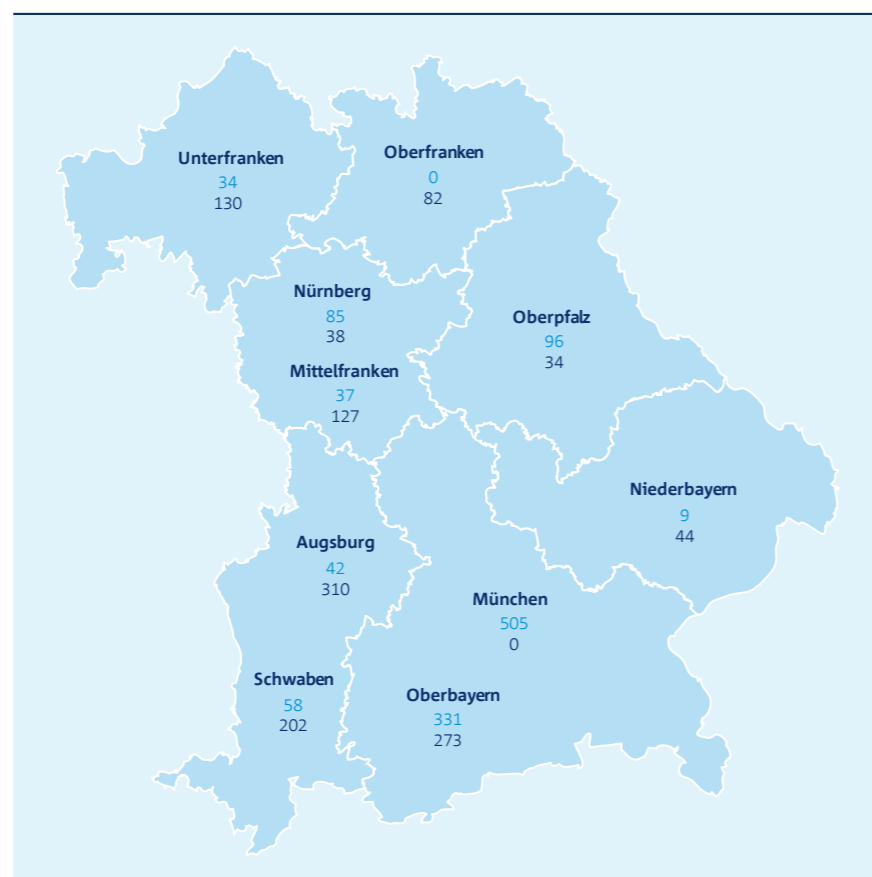 Unterfranken
34
130
Oberfranken
0
82
Nürnberg
85
38
Mittelfranken
37
127
Oberpfalz
96
34
Niederbayern
9
44
Augsburg
42
310
München
505
0
Schwaben
58
202
Oberbayern
331
273